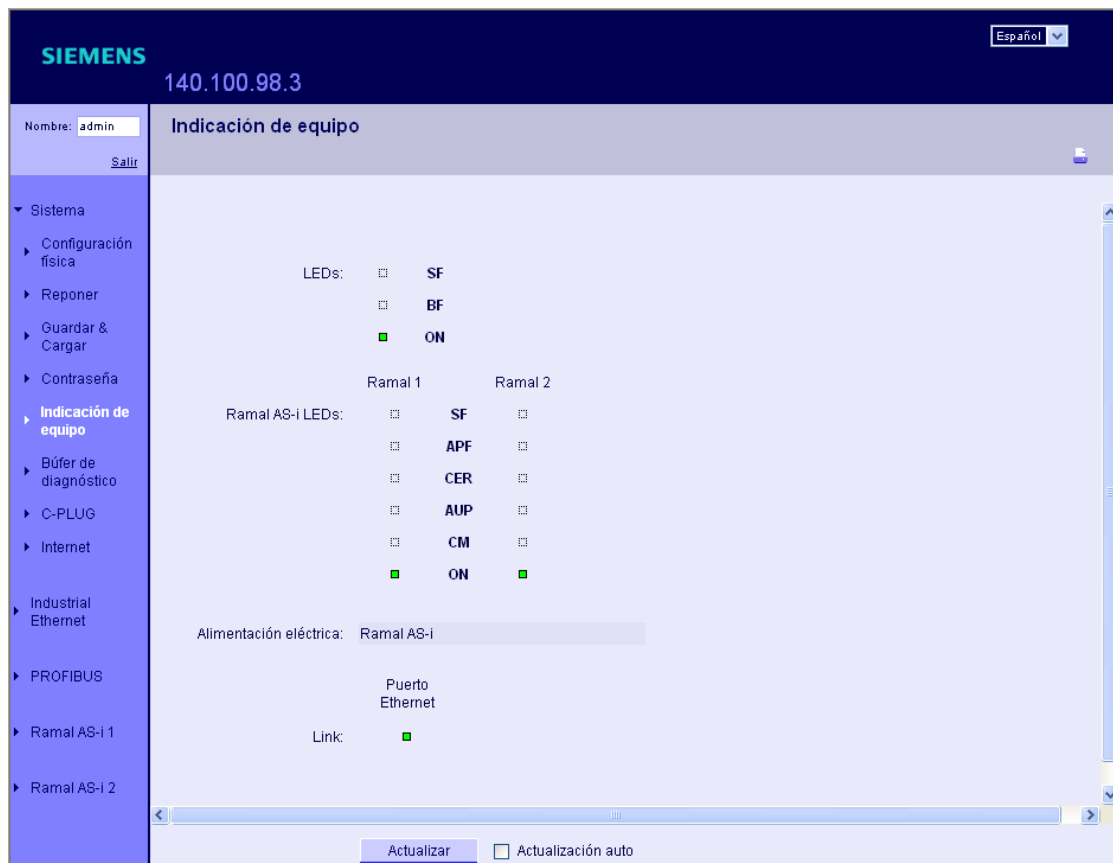 Español
SIEMENS
140.100.98.3
Nombre: admin
Salir
Indicación de equipo
Sistema
Configuración
física
Reponer
Guardar &
Cargar
Contraseña
Indicación de
equipo
Búfer de
diagnóstico
C-PLUG
Internet
Industrial
Ethernet
PROFIBUS
Ramal AS-i 1
Ramal AS-i 2
LEDs: SF
BF
ON
Ramal 1 Ramal 2
Ramal AS-i LEDs: SF
APF
CER
AUP
CM
ON
Alimentación eléctrica: Ramal AS-i
Puerto
Ethernet
Link:
Actualizar Actualización auto